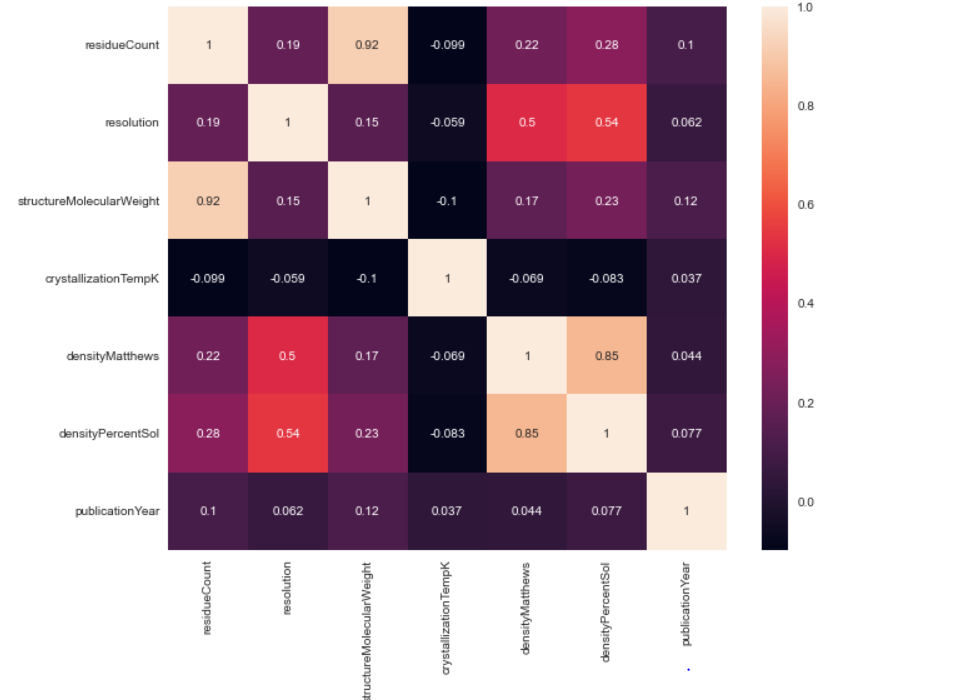 residueCount 1 0.19 0.92 -0.099 0.22 0.28 0.1
resolution 0.19 1 0.15 -0.059 0.5 0.54 0.062
structureMolecularWeight 0.92 0.15 1 -0.1 0.17 0.23 0.12
crystallizationTempK -0.099 -0.059 -0.1 1 -0.069 -0.083 0.037
densityMatthews 0.22 0.5 0.17 -0.069 1 0.85 0.044
densityPercentSol 0.28 0.54 0.23 -0.083 0.85 1 0.077
publicationYear 0.1 0.062 0.12 0.037 0.044 0.077 1
residueCount
resolution
tructureMolecularWeight
crystallizationTempK
densityMatthews
densityPercentSol
publicationYear
1.0
0.8
0.6
0.4
0.2
0.0